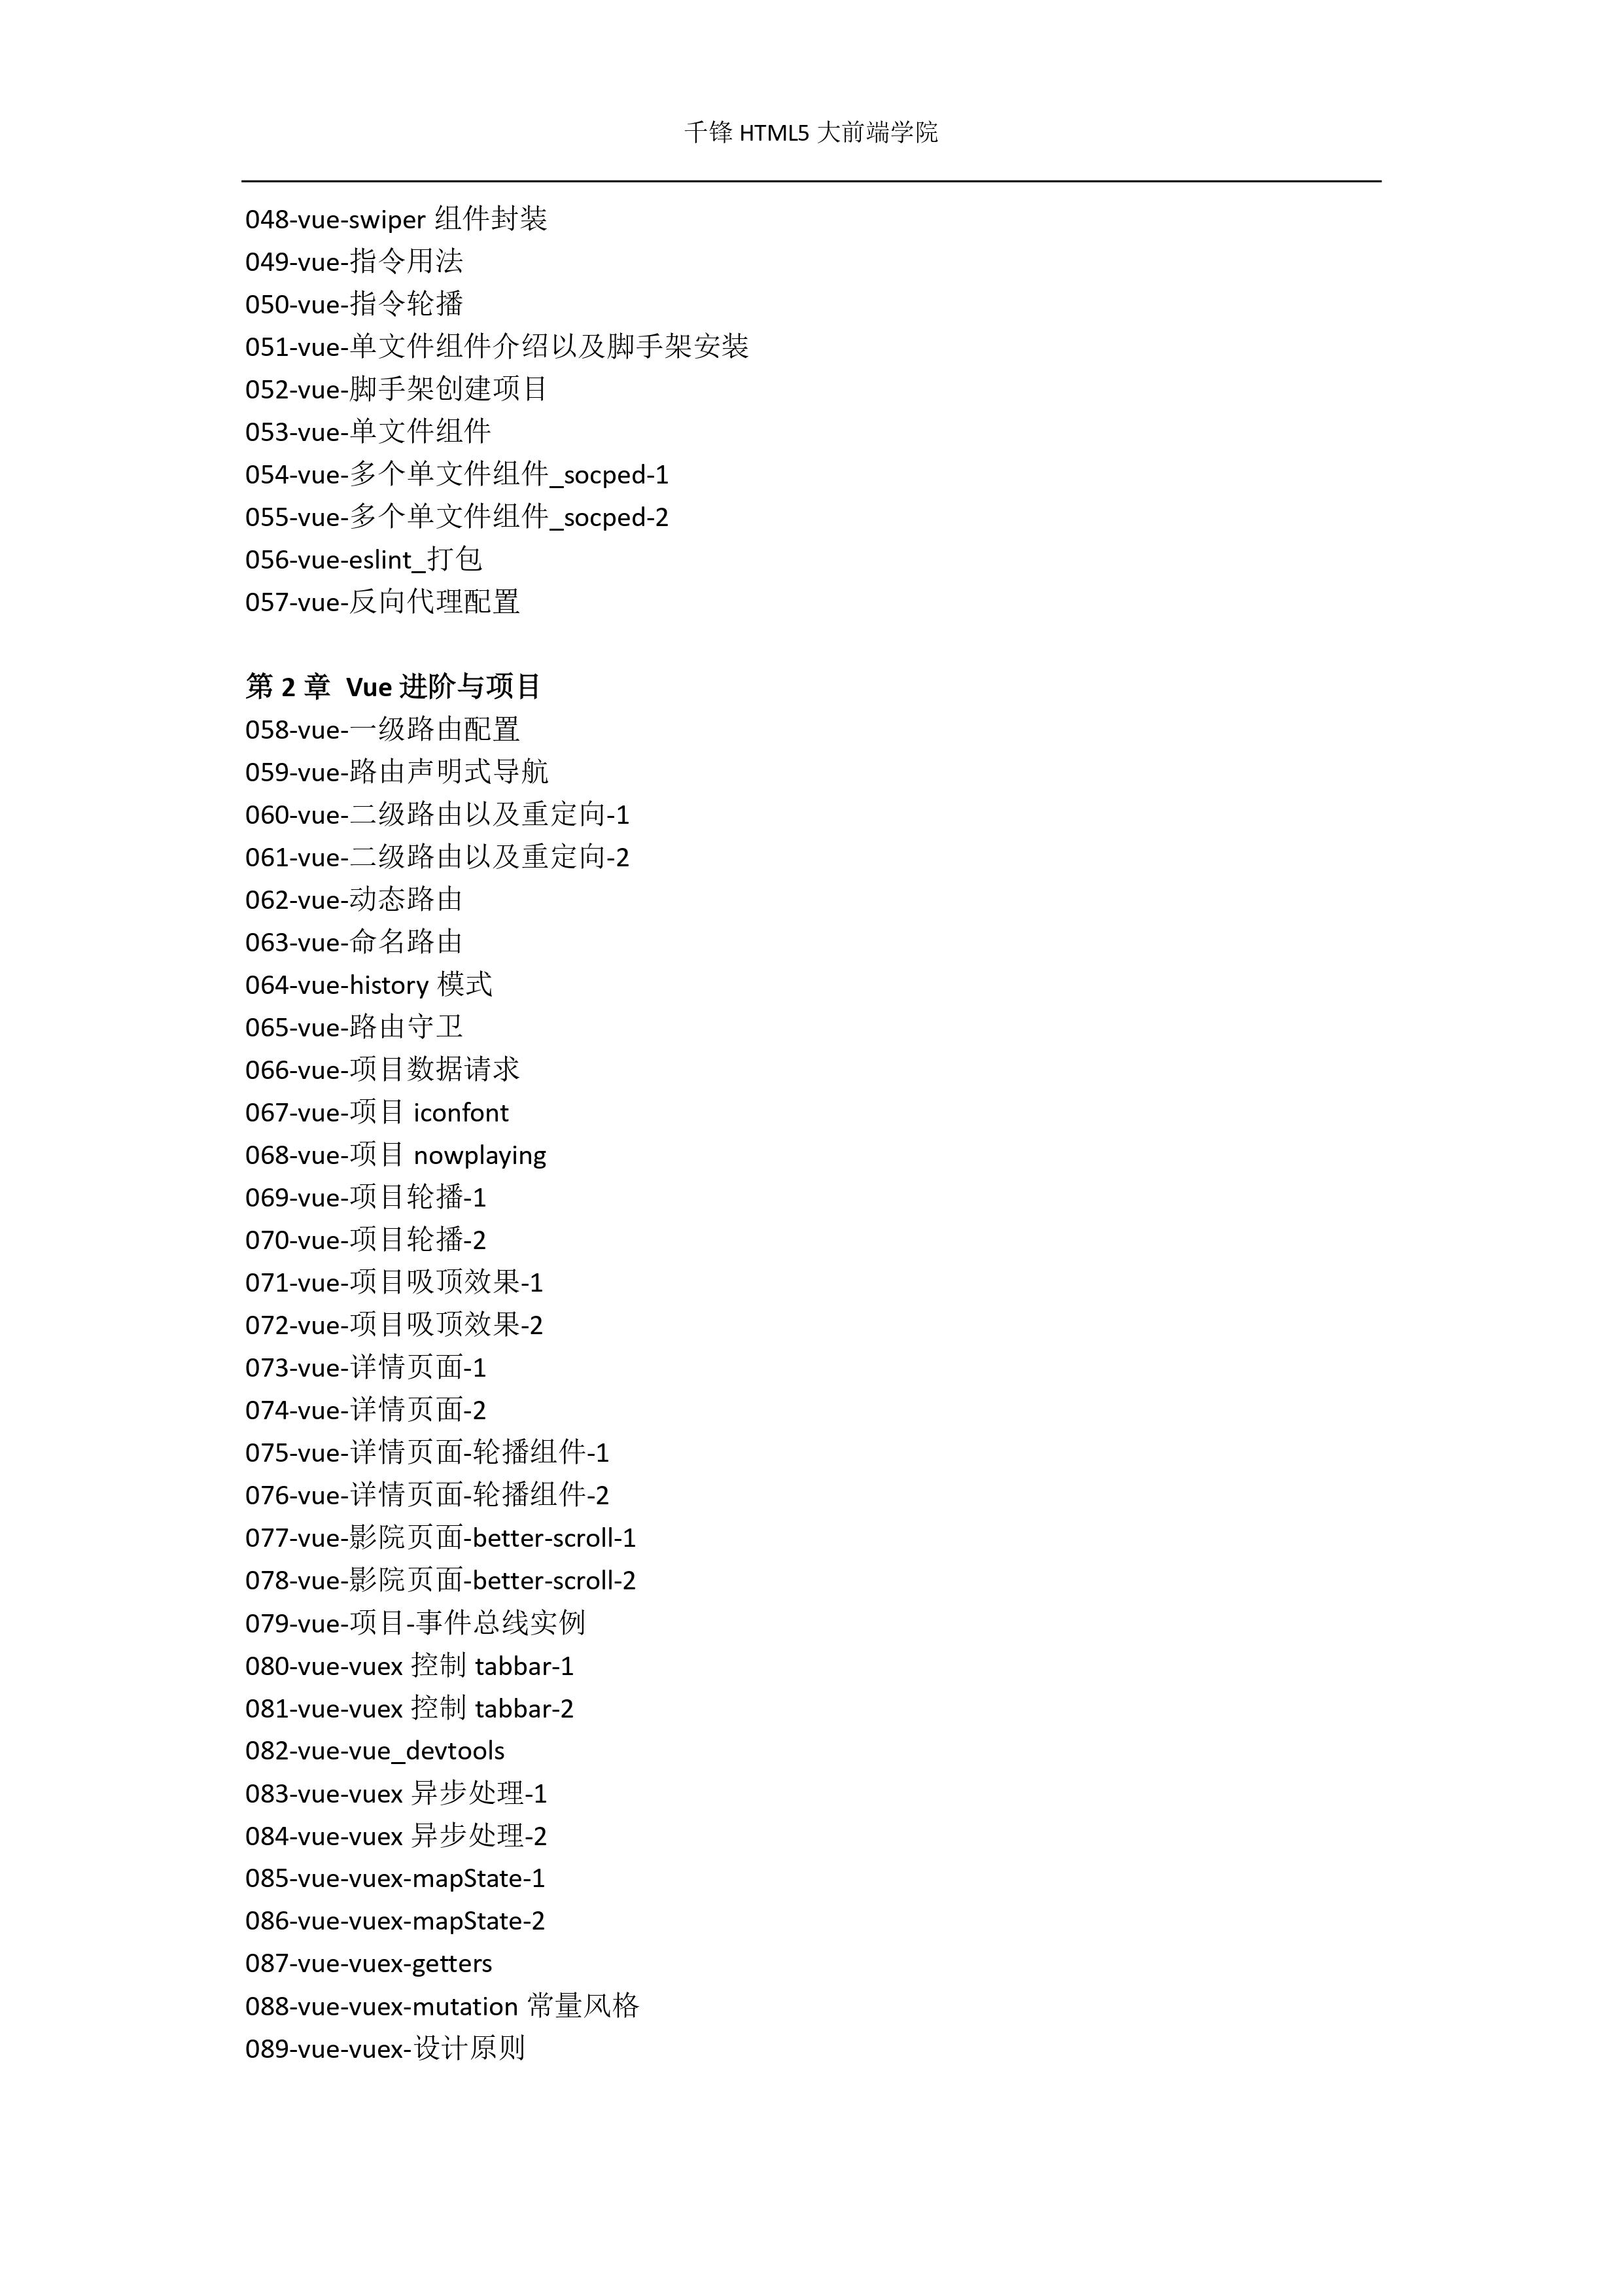 千锋 HTML5 大前端学院
048-vue-swiper 组件封装
049-vue-指令用法
050-vue-指令轮播
051-vue-单文件组件介绍以及脚手架安装
052-vue-脚手架创建项目
053-vue-单文件组件
054-vue-多个单文件组件_socped-1
055-vue-多个单文件组件_socped-2
056-vue-eslint_打包
057-vue-反向代理配置
第 2 章 Vue 进阶与项目
058-vue-一级路由配置
059-vue-路由声明式导航
060-vue-二级路由以及重定向-1
061-vue-二级路由以及重定向-2
062-vue-动态路由
063-vue-命名路由
064-vue-history 模式
065-vue-路由守卫
066-vue-项目数据请求
067-vue-项目 iconfont
068-vue-项目 nowplaying
069-vue-项目轮播-1
070-vue-项目轮播-2
071-vue-项目吸顶效果-1
072-vue-项目吸顶效果-2
073-vue-详情页面-1
074-vue-详情页面-2
075-vue-详情页面-轮播组件-1
076-vue-详情页面-轮播组件-2
077-vue-影院页面-better-scroll-1
078-vue-影院页面-better-scroll-2
079-vue-项目-事件总线实例
080-vue-vuex 控制 tabbar-1
081-vue-vuex 控制 tabbar-2
082-vue-vue_devtools
083-vue-vuex 异步处理-1
084-vue-vuex 异步处理-2
085-vue-vuex-mapState-1
086-vue-vuex-mapState-2
087-vue-vuex-getters
088-vue-vuex-mutation 常量风格
089-vue-vuex-设计原则